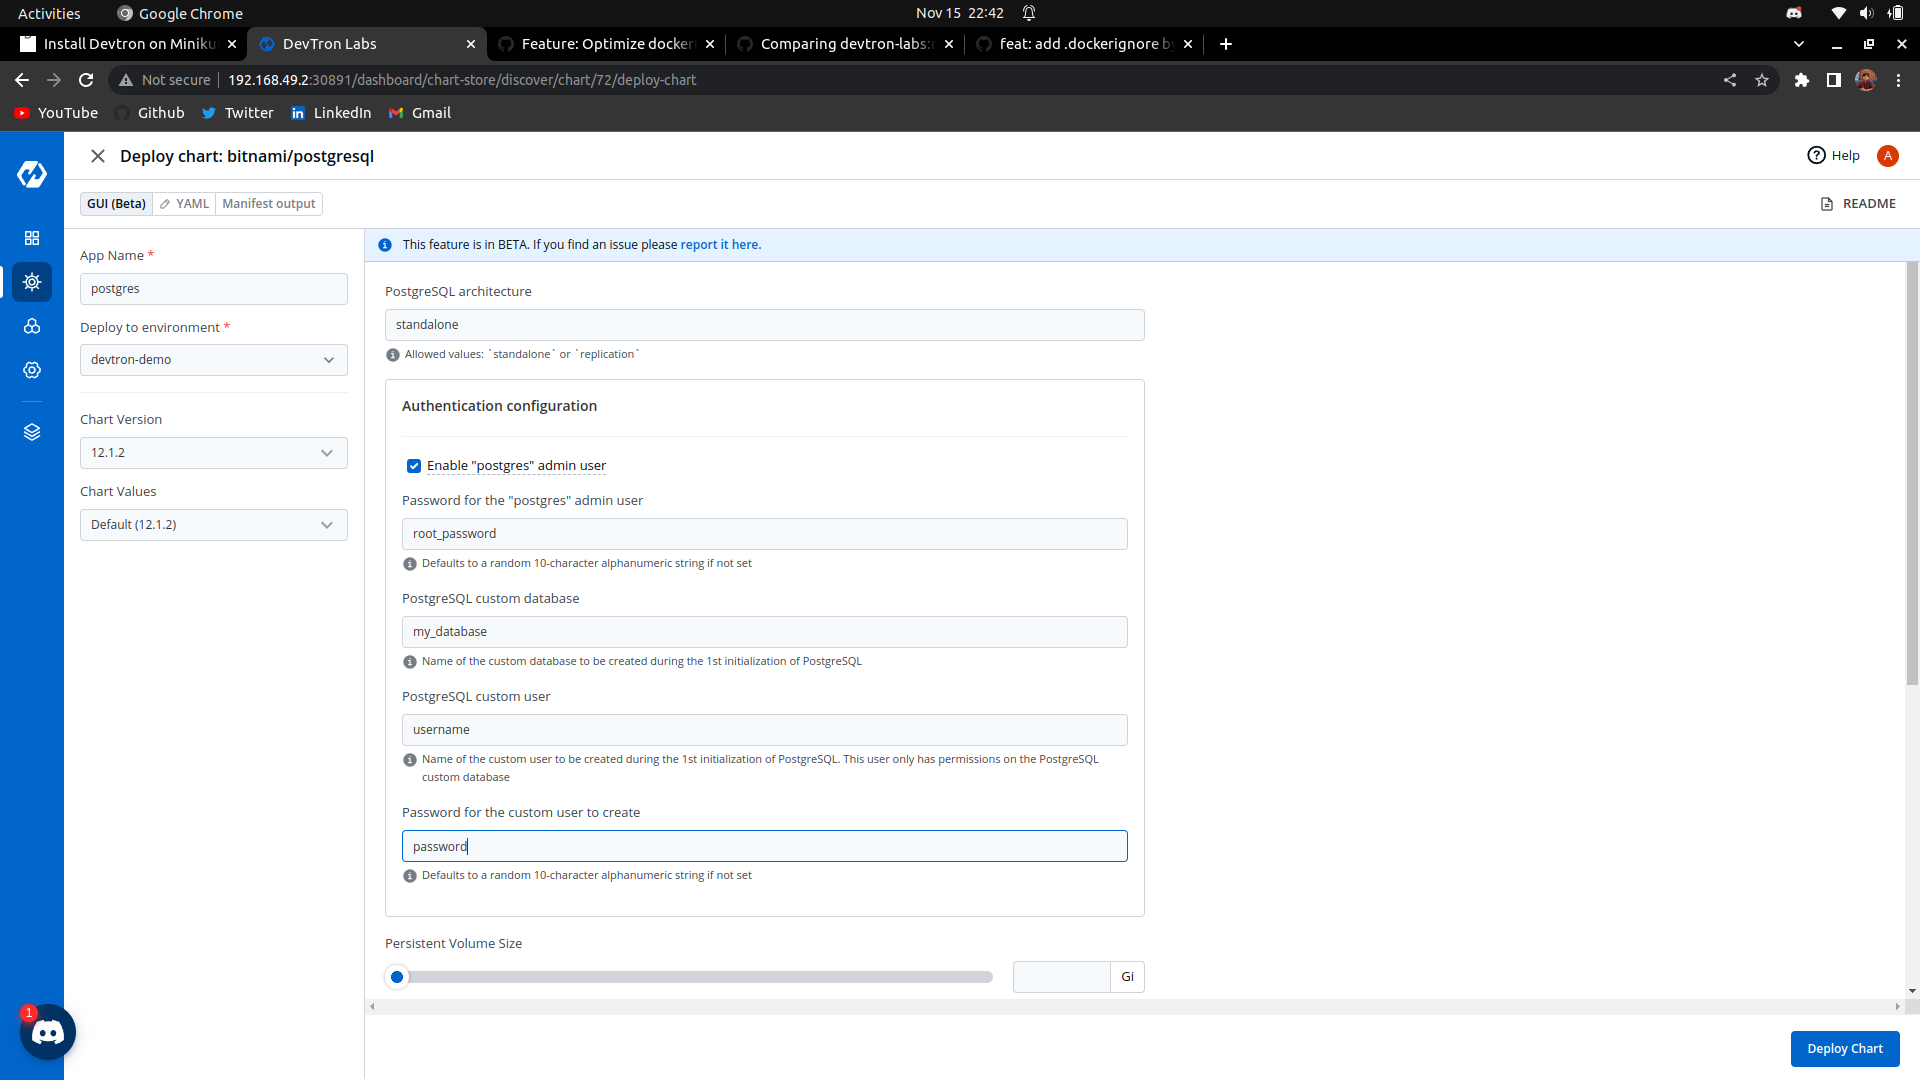 Activities
Google Chrome
Nov 15 22:42
Install Devtron on Miniku
DevTron Labs
Feature: Optimize docker
Comparing devtron-labs:
feat: add .dockerignore by
Not secure
192.168.49.2:30891/dashboard/chart-store/discover/chart/72/deploy-chart
YouTube
Github
Twitter
LinkedIn
Gmail
Deploy chart: bitnami/postgresql
Help
A
GUI (Beta)
YAML
Manifest output
README
App Name *
postgres
Deploy to environment *
devtron-demo
Chart Version
12.1.2
Chart Values
Default (12.1.2)
This feature is in BETA. If you find an issue please report it here.
PostgreSQL architecture
standalone
Allowed values: `standalone` or `replication`
Authentication configuration
Enable "postgres" admin user
Password for the "postgres" admin user
root_password
Defaults to a random 10-character alphanumeric string if not set
PostgreSQL custom database
my_database
Name of the custom database to be created during the 1st initialization of PostgreSQL
PostgreSQL custom user
username
Name of the custom user to be created during the 1st initialization of PostgreSQL. This user only has permissions on the PostgreSQL
custom database
Password for the custom user to create
password
Defaults to a random 10-character alphanumeric string if not set
Persistent Volume Size
Gi
1
Deploy Chart